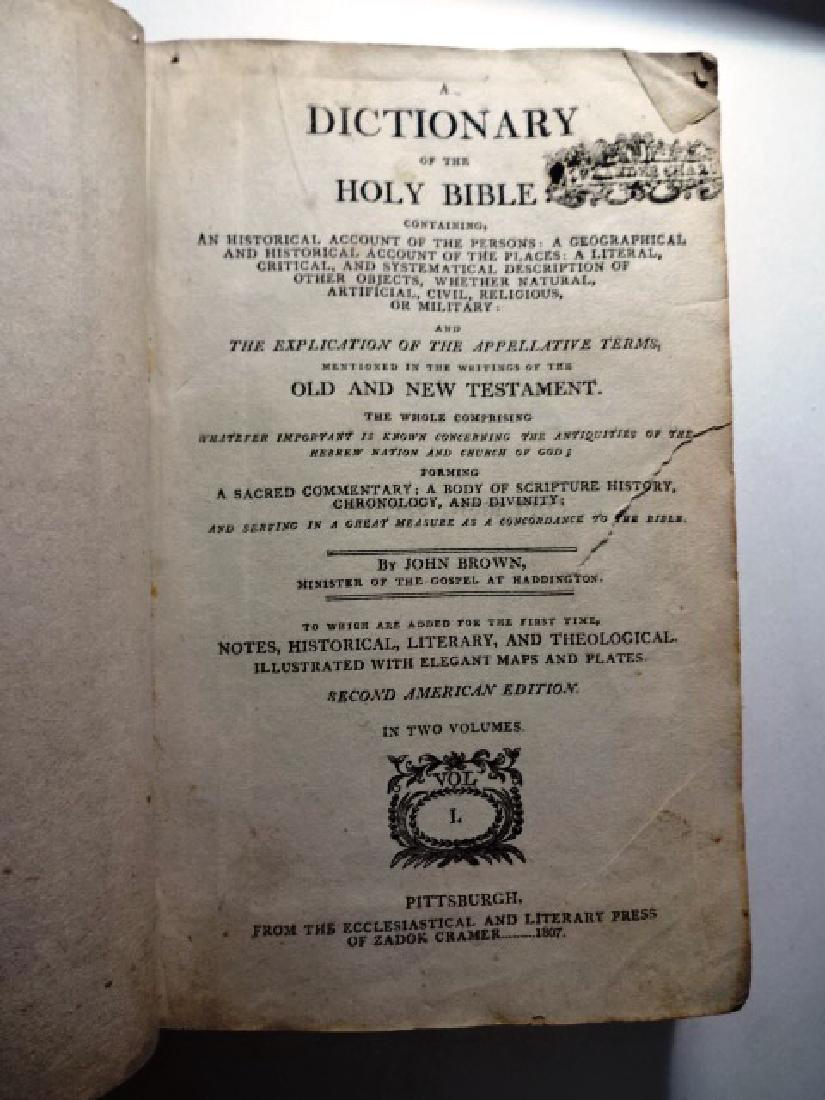 A
DICTIONARY
OF THE
HOLY BIBLE
CONTAINING,
AN HISTORICAL ACCOUNT OF THE PERSONS: A GEOGRAPHICAL
AND HISTORICAL ACCOUNT OF THE PLACES: A LITERAL,
CRITICAL, AND SYSTEMATICAL DESCRIPTION OF
OTHER OBJECTS, WHETHER NATURAL,
ARTIFICIAL, CIVIL, RELIGIOUS,
OR MILITARY:
AND
THE EXPLICATION OF THE APPELLATIVE TERMS,
MENTIONED IN THE WRITINGS OF THE
OLD AND NEW TESTAMENT.
THE WHOLE COMPRISING
WHATEVER IMPORTANT IS KNOWN CONCERNING THE ANTIQUITIES OF THE
HEBREW NATION AND CHURCH OF GOD;
FORMING
A SACRED COMMENTARY; A BODY OF SCRIPTURE HISTORY,
CHRONOLOGY, AND DIVINITY;
AND SERVING IN A GREAT MEASURE AS A CONCORDANCE TO THE BIBLE.
BY JOHN BROWN,
MINISTER OF THE GOSPEL AT HADDINGTON.
TO WHICH ARE ADDED FOR THE FIRST TIME,
NOTES, HISTORICAL, LITERARY, AND THEOLOGICAL.
ILLUSTRATED WITH ELEGANT MAPS AND PLATES.
SECOND AMERICAN EDITION.
IN TWO VOLUMES.
VOL
I.
PITTSBURGH,
FROM THE ECCLESIASTICAL AND LITERARY PRESS
OF ZADOK CRAMER.........1807.